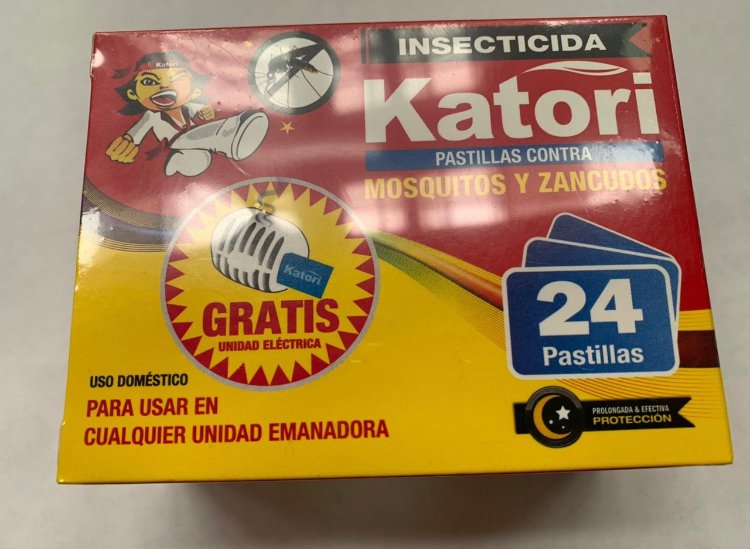 Katori
INSECTICIDA
Katori
PASTILLAS CONTRA
MOSQUITOS Y ZANCUDOS
Katori
GRATIS
UNIDAD ELÉCTRICA
24
Pastillas
USO DOMÉSTICO
PARA USAR EN
CUALQUIER UNIDAD EMANADORA
PROLONGADA & EFECTIVA
PROTECCIÓN